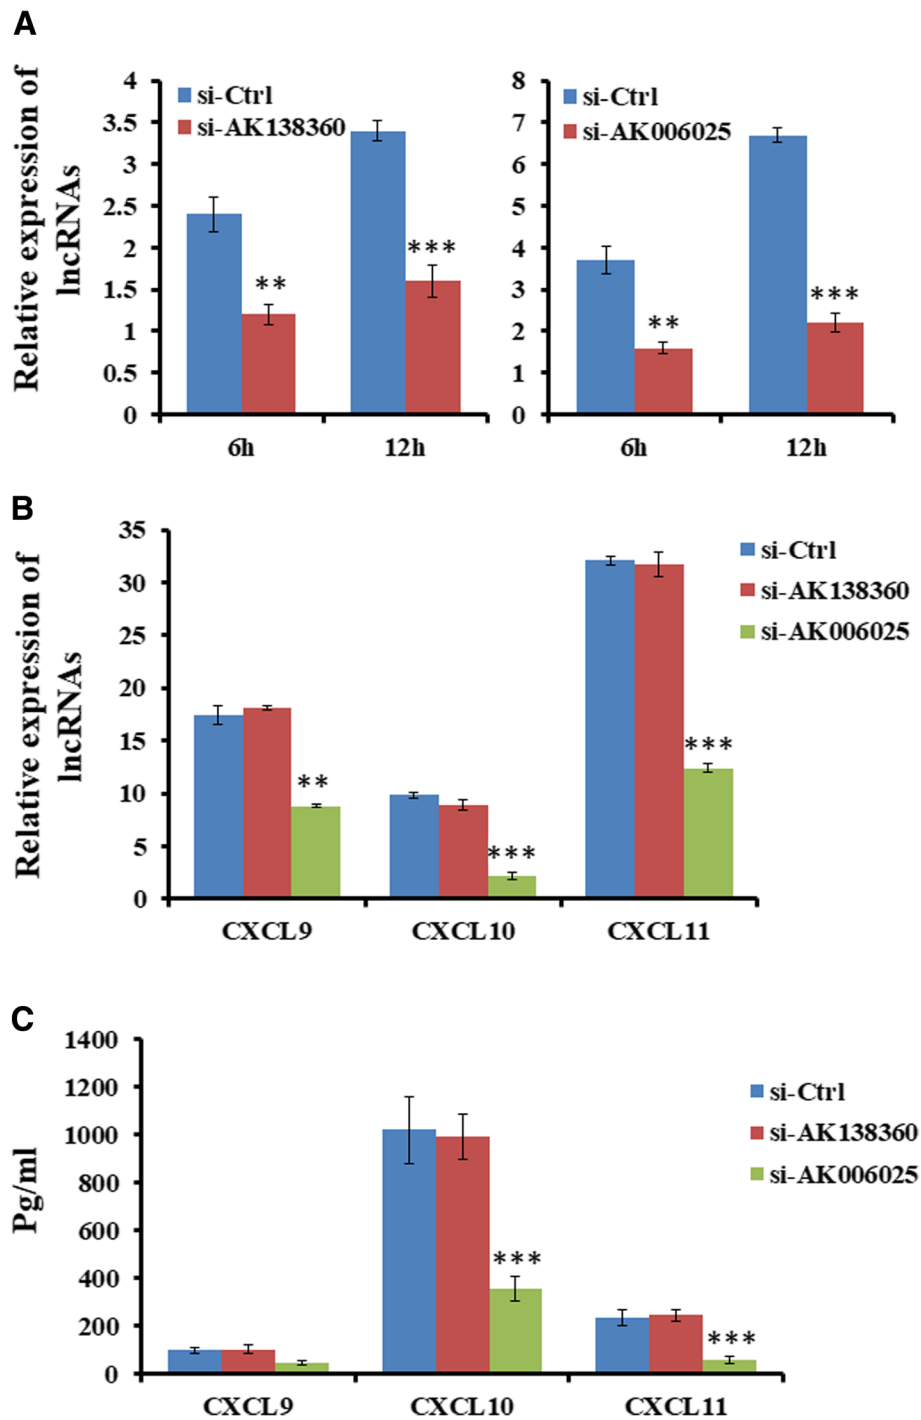 A
Relative expression of
lncRNAs
4
3.5
3
2.5
2
1.5
1
0.5
0
si-Ctrl
si-AK138360
**
***
6h
12h
8
7
6
5
4
3
2
1
0
si-Ctrl
si-AK006025
**
***
6h
12h
B
Relative expression of
lncRNAs
35
30
25
20
15
10
5
0
si-Ctrl
si-AK138360
si-AK006025
**
***
***
CXCL9
CXCL10
CXCL11
C
Pg/ml
1400
1200
1000
800
600
400
200
0
si-Ctrl
si-AK138360
si-AK006025
***
***
CXCL9
CXCL10
CXCL11